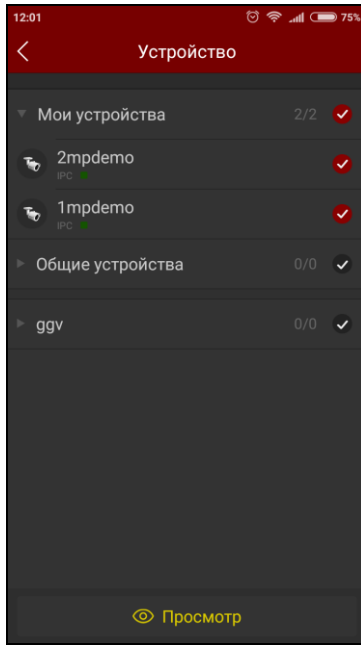 12:01
75%
Устройство
Мои устройства 2/2
2mpdemo
IPC
1mpdemo
IPC
Общие устройства 0/0
ggv 0/0
Просмотр